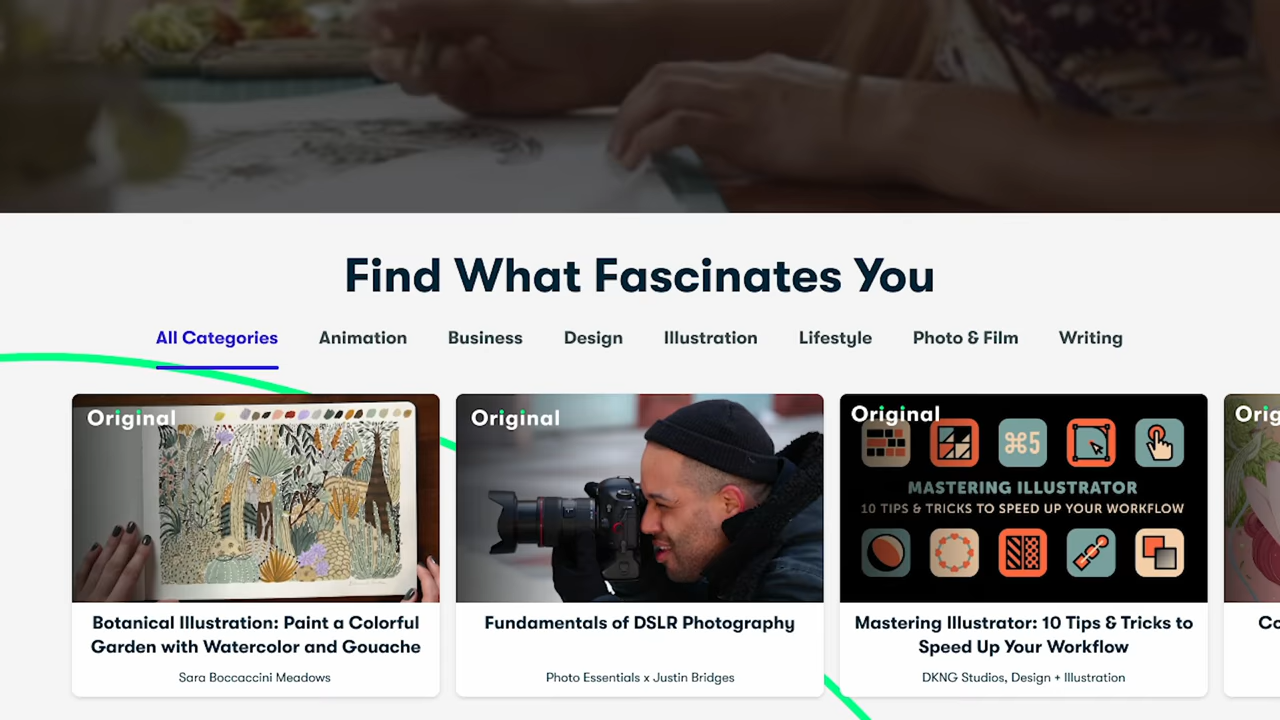 Find What Fascinates You
All Categories Animation Business Design Illustration Lifestyle Photo & Film Writing
Original
Original
Original
⌘5
MASTERING ILLUSTRATOR
10 TIPS & TRICKS TO SPEED UP YOUR WORKFLOW
Botanical Illustration: Paint a Colorful
Garden with Watercolor and Gouache
Sara Boccaccini Meadows
Fundamentals of DSLR Photography
Photo Essentials x Justin Bridges
Mastering Illustrator: 10 Tips & Tricks to
Speed Up Your Workflow
DKNG Studios, Design + Illustration